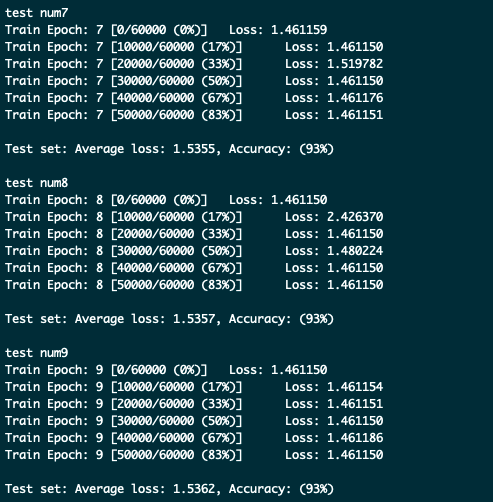 test num7
Train Epoch: 7 [0/60000 (0%)]   Loss: 1.461159
Train Epoch: 7 [10000/60000 (17%)]      Loss: 1.461150
Train Epoch: 7 [20000/60000 (33%)]      Loss: 1.519782
Train Epoch: 7 [30000/60000 (50%)]      Loss: 1.461150
Train Epoch: 7 [40000/60000 (67%)]      Loss: 1.461176
Train Epoch: 7 [50000/60000 (83%)]      Loss: 1.461151
Test set: Average loss: 1.5355, Accuracy: (93%)
test num8
Train Epoch: 8 [0/60000 (0%)]   Loss: 1.461150
Train Epoch: 8 [10000/60000 (17%)]      Loss: 2.426370
Train Epoch: 8 [20000/60000 (33%)]      Loss: 1.461150
Train Epoch: 8 [30000/60000 (50%)]      Loss: 1.480224
Train Epoch: 8 [40000/60000 (67%)]      Loss: 1.461150
Train Epoch: 8 [50000/60000 (83%)]      Loss: 1.461150
Test set: Average loss: 1.5357, Accuracy: (93%)
test num9
Train Epoch: 9 [0/60000 (0%)]   Loss: 1.461150
Train Epoch: 9 [10000/60000 (17%)]      Loss: 1.461154
Train Epoch: 9 [20000/60000 (33%)]      Loss: 1.461151
Train Epoch: 9 [30000/60000 (50%)]      Loss: 1.461150
Train Epoch: 9 [40000/60000 (67%)]      Loss: 1.461186
Train Epoch: 9 [50000/60000 (83%)]      Loss: 1.461150
Test set: Average loss: 1.5362, Accuracy: (93%)